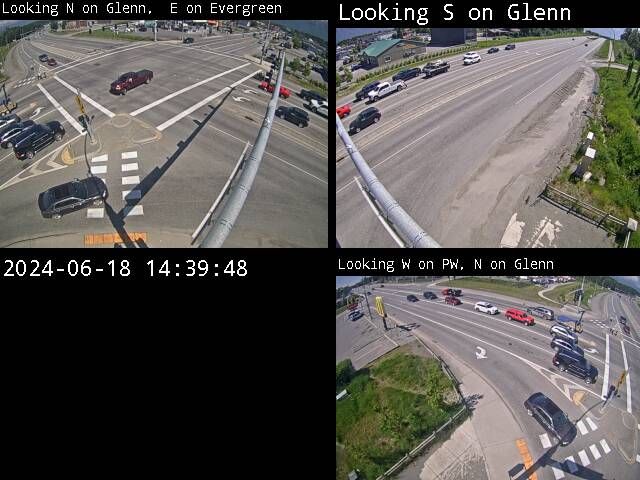 Looking N on Glenn,  E on Evergreen
Looking S on Glenn
2024-06-18 14:39:48
Looking W on PW, N on Glenn